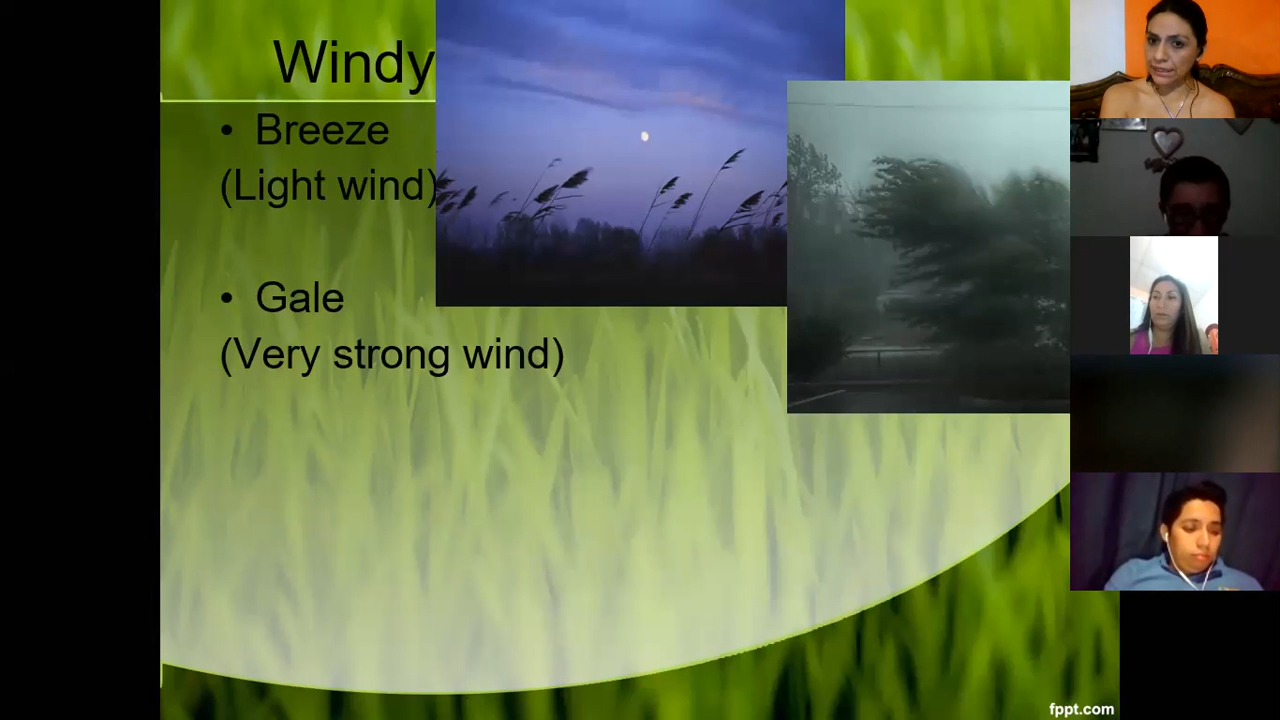 Windy
• Breeze
(Light wind)
• Gale
(Very strong wind)
fppt.com